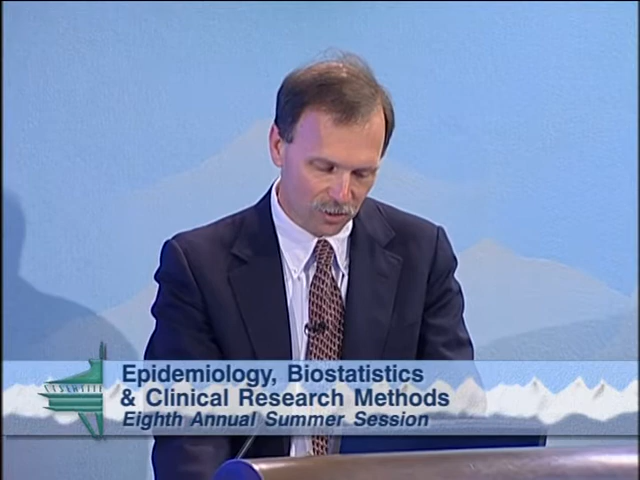 Epidemiology, Biostatistics
& Clinical Research Methods
Eighth Annual Summer Session